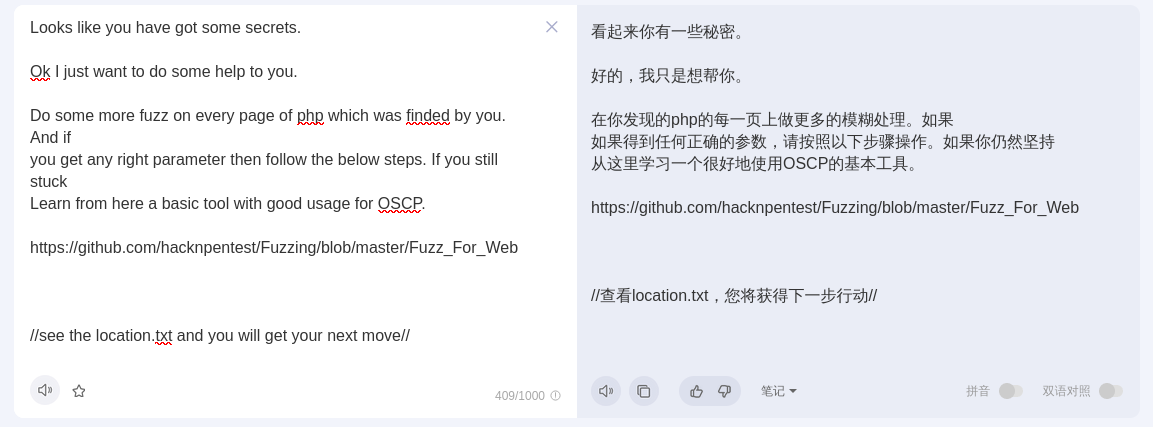 Looks like you have got some secrets.
Ok I just want to do some help to you.
Do some more fuzz on every page of php which was finded by you.
And if
you get any right parameter then follow the below steps. If you still
stuck
Learn from here a basic tool with good usage for OSCP.
https://github.com/hacknpentest/Fuzzing/blob/master/Fuzz_For_Web
//see the location.txt and you will get your next move//
409/1000
看起来你有一些秘密。
好的，我只是想帮你。
在你发现的php的每一页上做更多的模糊处理。如果
如果得到任何正确的参数，请按照以下步骤操作。如果你仍然坚持
从这里学习一个很好地使用OSCP的基本工具。
https://github.com/hacknpentest/Fuzzing/blob/master/Fuzz_For_Web
//查看location.txt，您将获得下一步行动//
笔记
拼音
双语对照